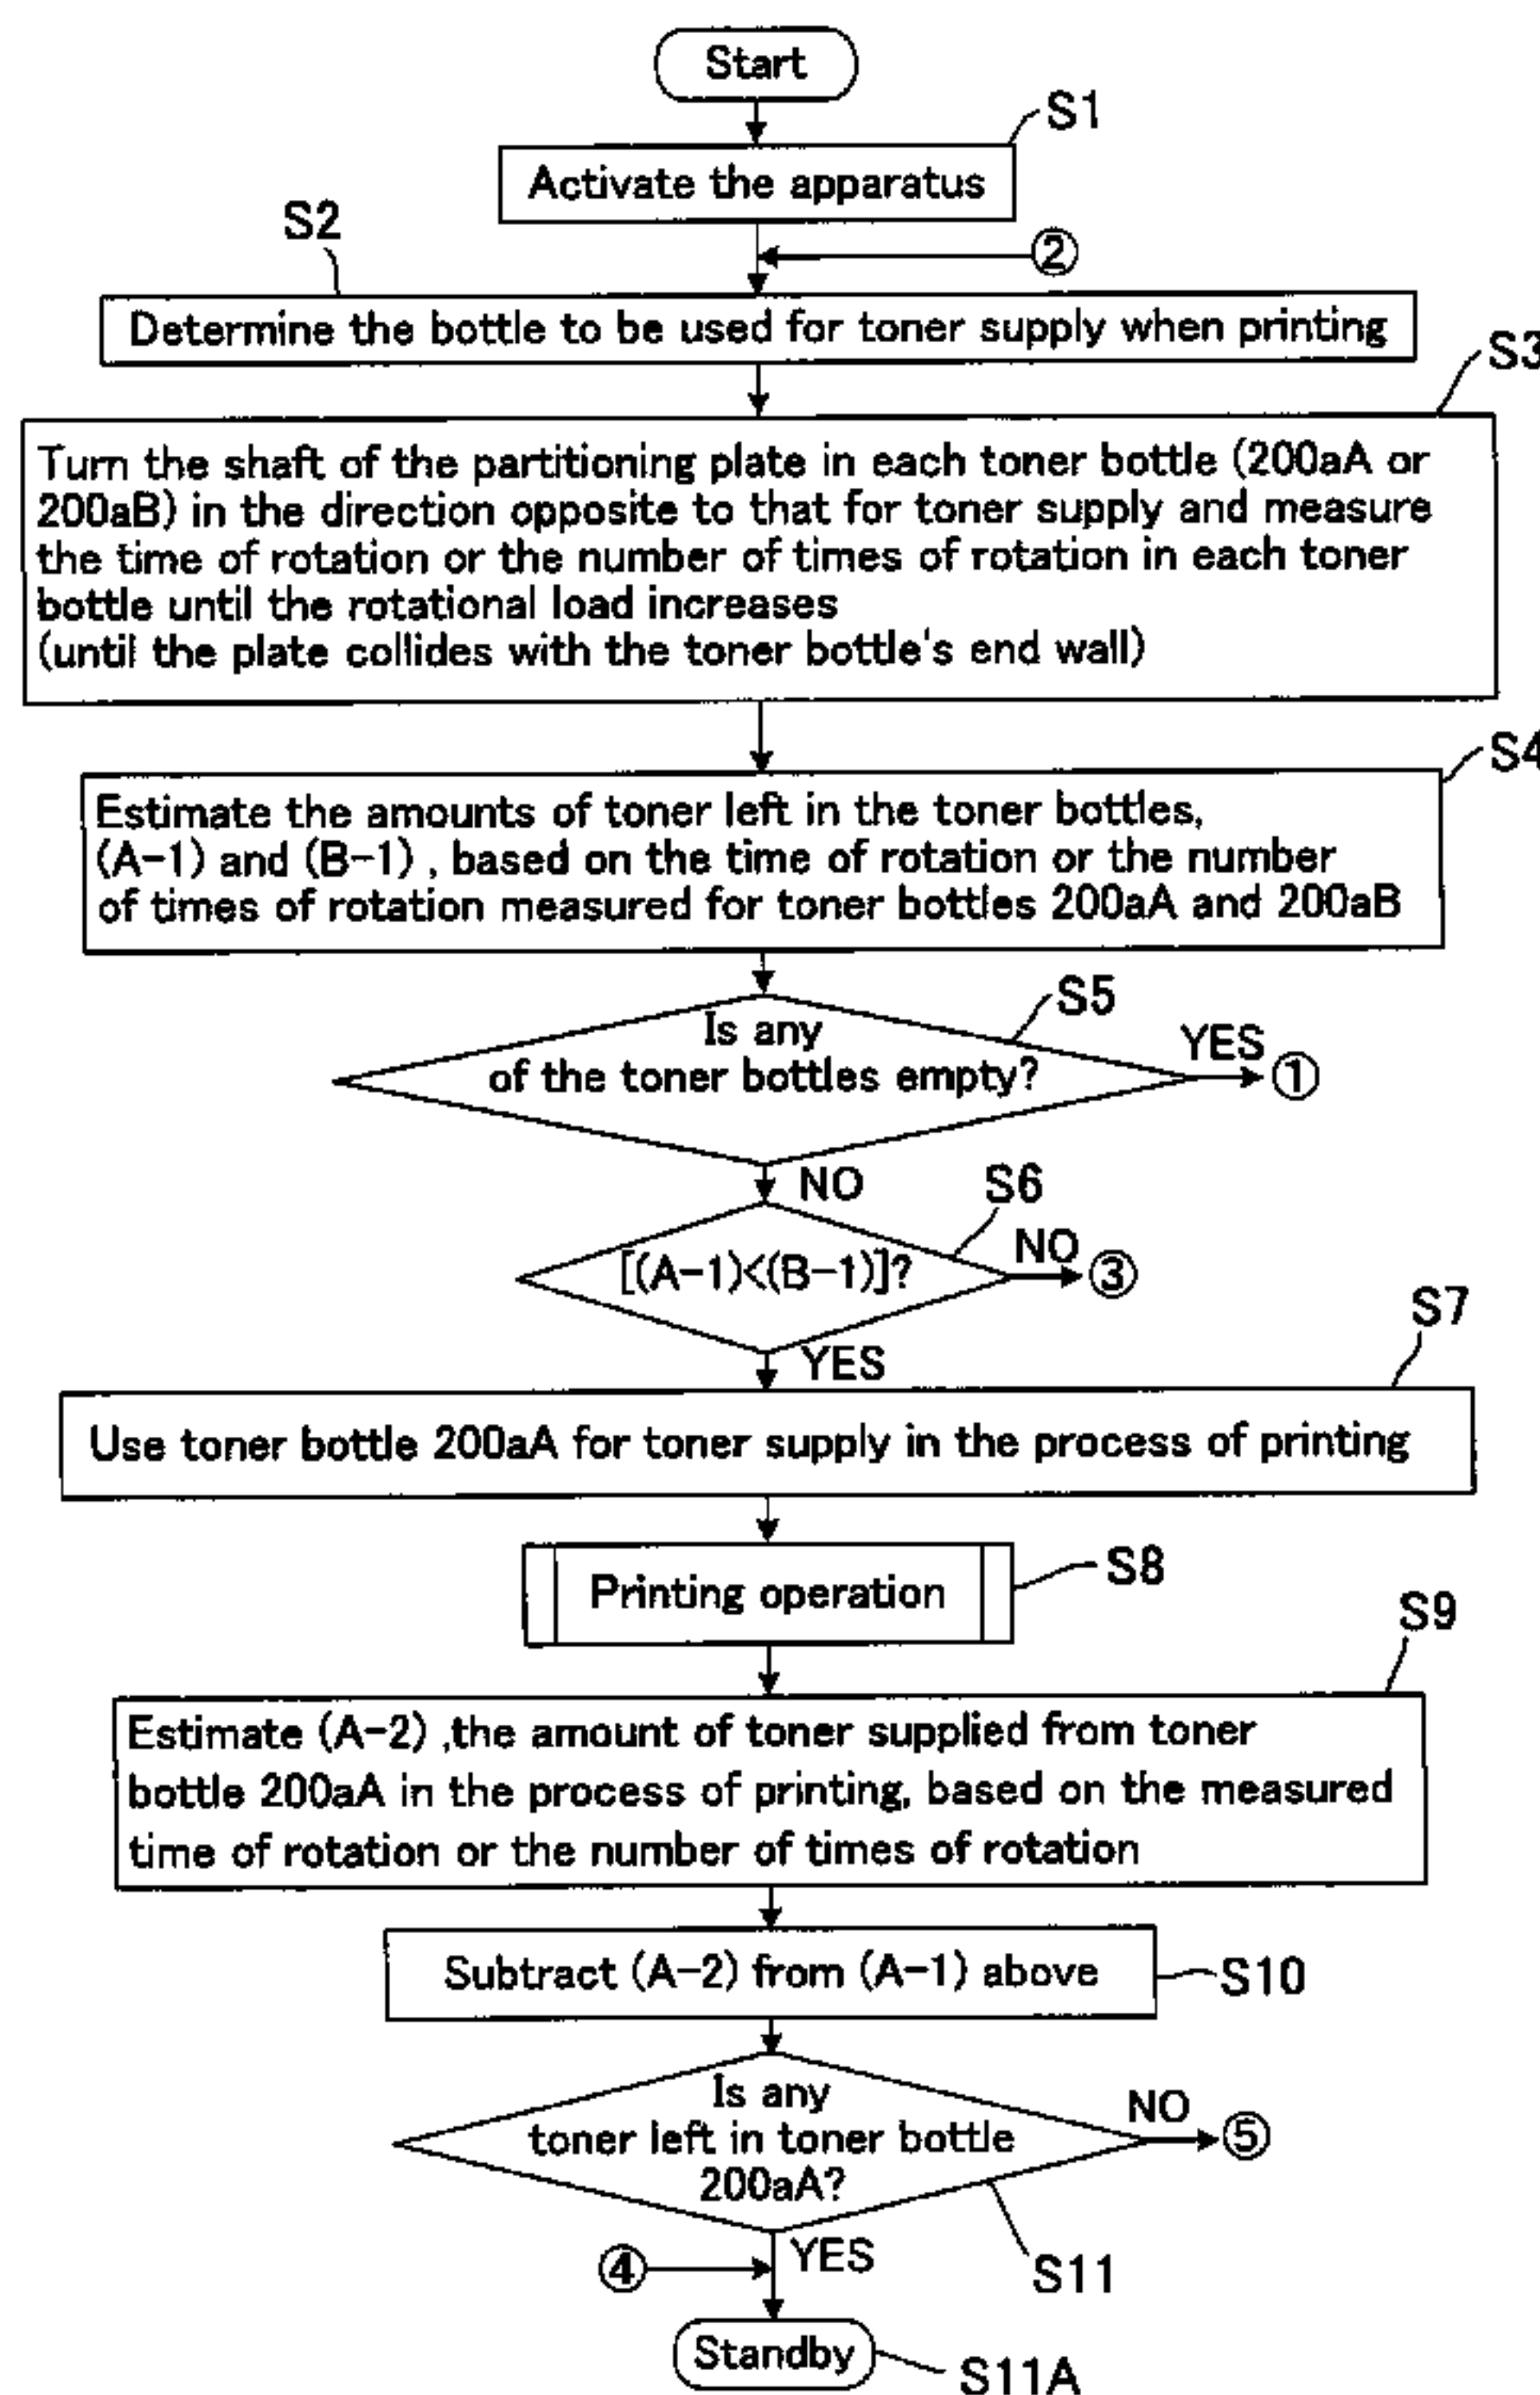 Start
S1
Activate the apparatus
S2
②
Determine the bottle to be used for toner supply when printing
S3
Turn the shaft of the partitioning plate in each toner bottle (200aA or
200aB) in the direction opposite to that for toner supply and measure
the time of rotation or the number of times of rotation in each toner
bottle until the rotational load increases
(until the plate collides with the toner bottle's end wall)
S4
Estimate the amounts of toner left in the toner bottles,
(A-1) and (B-1) , based on the time of rotation or the number
of times of rotation measured for toner bottles 200aA and 200aB
S5
Is any
of the toner bottles empty?
YES
①
NO
S6
[(A-1)<(B-1)]?
NO
③
YES
S7
Use toner bottle 200aA for toner supply in the process of printing
Printing operation
S8
S9
Estimate (A-2) ,the amount of toner supplied from toner
bottle 200aA in the process of printing, based on the measured
time of rotation or the number of times of rotation
Subtract (A-2) from (A-1) above
S10
Is any
toner left in toner bottle
200aA?
NO
⑤
YES
④
S11
Standby
S11A